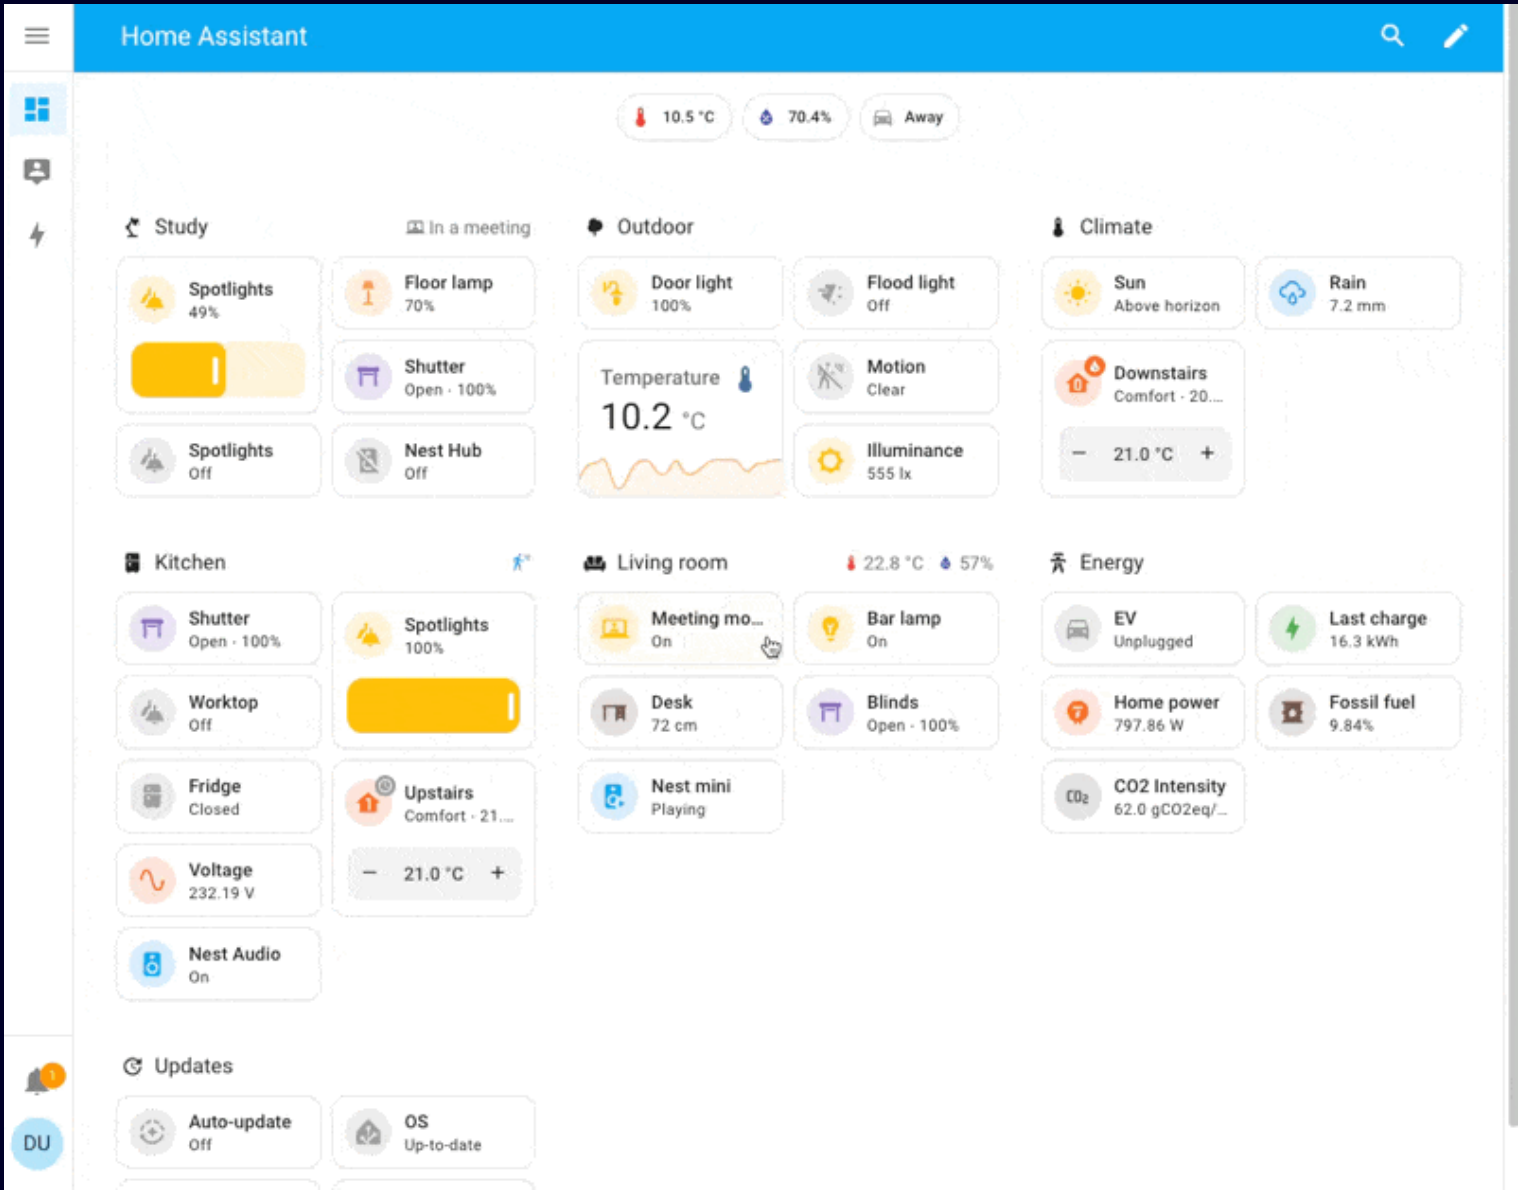 Home Assistant
10.5 °C
70.4%
Away
Study
In a meeting
Spotlights
49%
Floor lamp
70%
Shutter
Open · 100%
Spotlights
Off
Nest Hub
Off
Outdoor
Door light
100%
Flood light
Off
Temperature
10.2 °C
Motion
Clear
Illuminance
555 lx
Climate
Sun
Above horizon
Rain
7.2 mm
Downstairs
Comfort · 20....
− 21.0 °C +
Kitchen
Shutter
Open · 100%
Spotlights
100%
Worktop
Off
Fridge
Closed
Upstairs
Comfort · 21....
− 21.0 °C +
Voltage
232.19 V
Nest Audio
On
Living room
22.8 °C
57%
Meeting mo...
On
Bar lamp
On
Desk
72 cm
Blinds
Open · 100%
Nest mini
Playing
Energy
EV
Unplugged
Last charge
16.3 kWh
Home power
797.86 W
Fossil fuel
9.84%
CO2
CO2 Intensity
62.0 gCO2eq/...
Updates
Auto-update
Off
OS
Up-to-date
1
DU